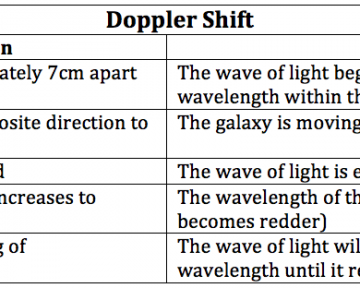 Doppler Shift
n
ately 7cm apart
The wave of light beg
wavelength within th
osite direction to
The galaxy is moving
d
The wave of light is e
ncreases to
The wavelength of th
becomes redder)
g of
The wave of light wil
wavelength until it re